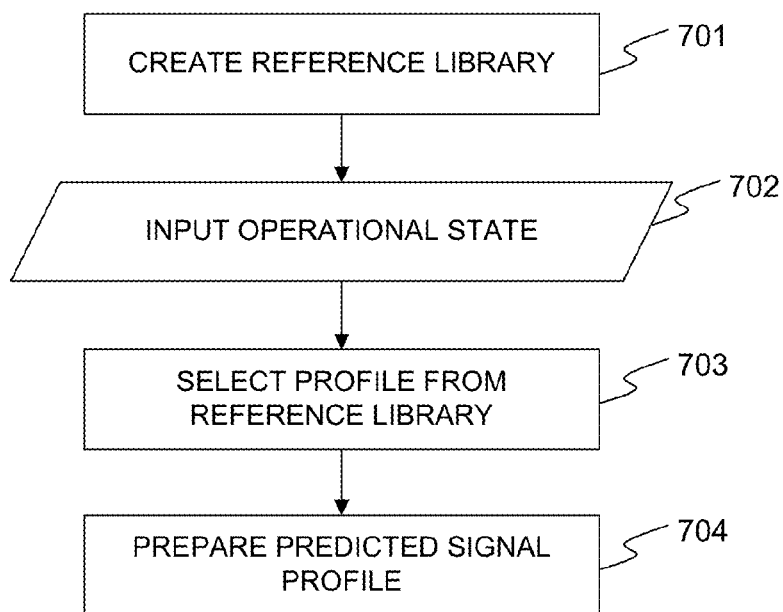 CREATE REFERENCE LIBRARY
701
INPUT OPERATIONAL STATE
702
SELECT PROFILE FROM
REFERENCE LIBRARY
703
PREPARE PREDICTED SIGNAL
PROFILE
704